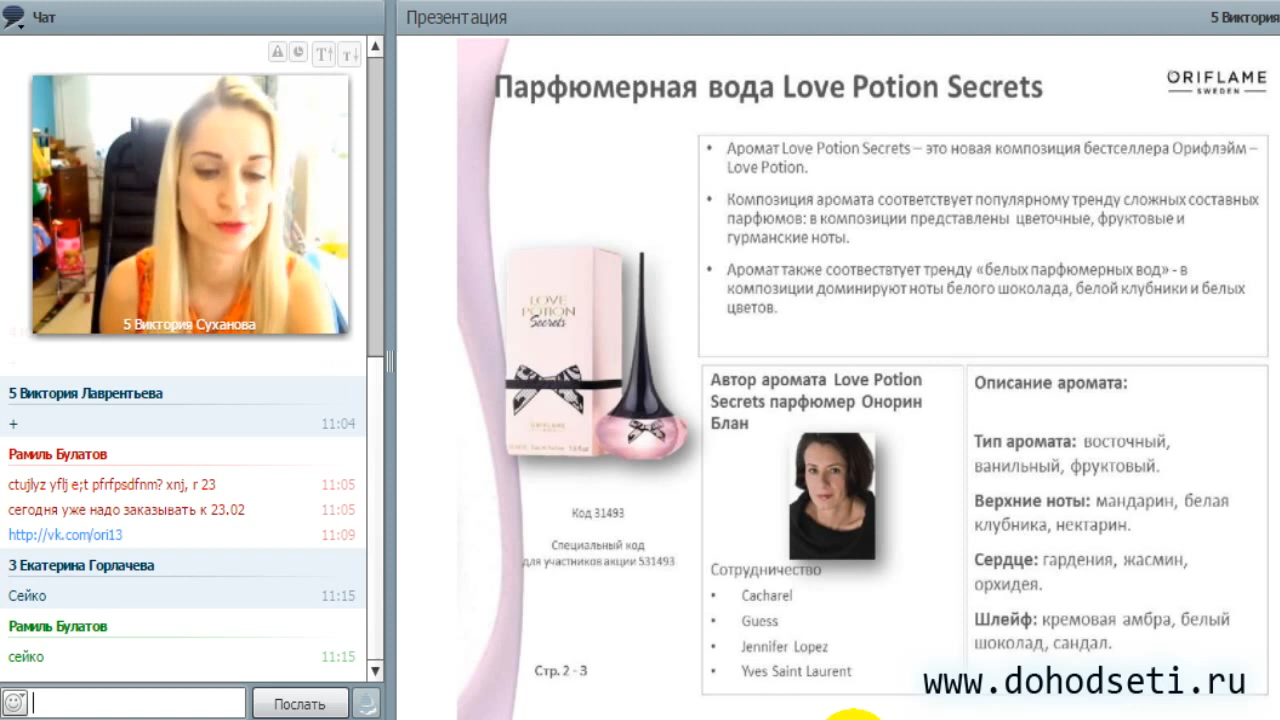 Чат
5 Виктория Суханова
5 Виктория Лаврентьева
+ 11:04
Рамиль Булатов
ctujlyz yflj e;t pfrfpsdfnm? xnj, r 23 11:05
сегодня уже надо заказывать к 23.02 11:05
http://vk.com/ori13 11:09
3 Екатерина Горлачева
Сейко 11:15
Рамиль Булатов
сейко 11:15
Послать
Презентация
5 Виктория
Парфюмерная вода Love Potion Secrets
ORIFLAME
SWEDEN
• Аромат Love Potion Secrets – это новая композиция бестселлера Орифлэйм –
Love Potion.
• Композиция аромата соответствует популярному тренду сложных составных
парфюмов: в композиции представлены цветочные, фруктовые и
гурманские ноты.
• Аромат также соотвествтует тренду «белых парфюмерных вод» - в
композиции доминируют ноты белого шоколада, белой клубники и белых
цветов.
LOVE
POTION
Secrets
ORIFLAME
Код 31493
Специальный код
для участников акции 531493
Стр. 2 - 3
Автор аромата Love Potion
Secrets парфюмер Онорин
Блан
Сотрудничество
• Cacharel
• Guess
• Jennifer Lopez
• Yves Saint Laurent
Описание аромата:
Тип аромата: восточный,
ванильный, фруктовый.
Верхние ноты: мандарин, белая
клубника, нектарин.
Сердце: гардения, жасмин,
орхидея.
Шлейф: кремовая амбра, белый
шоколад, сандал.
www.dohodseti.ru